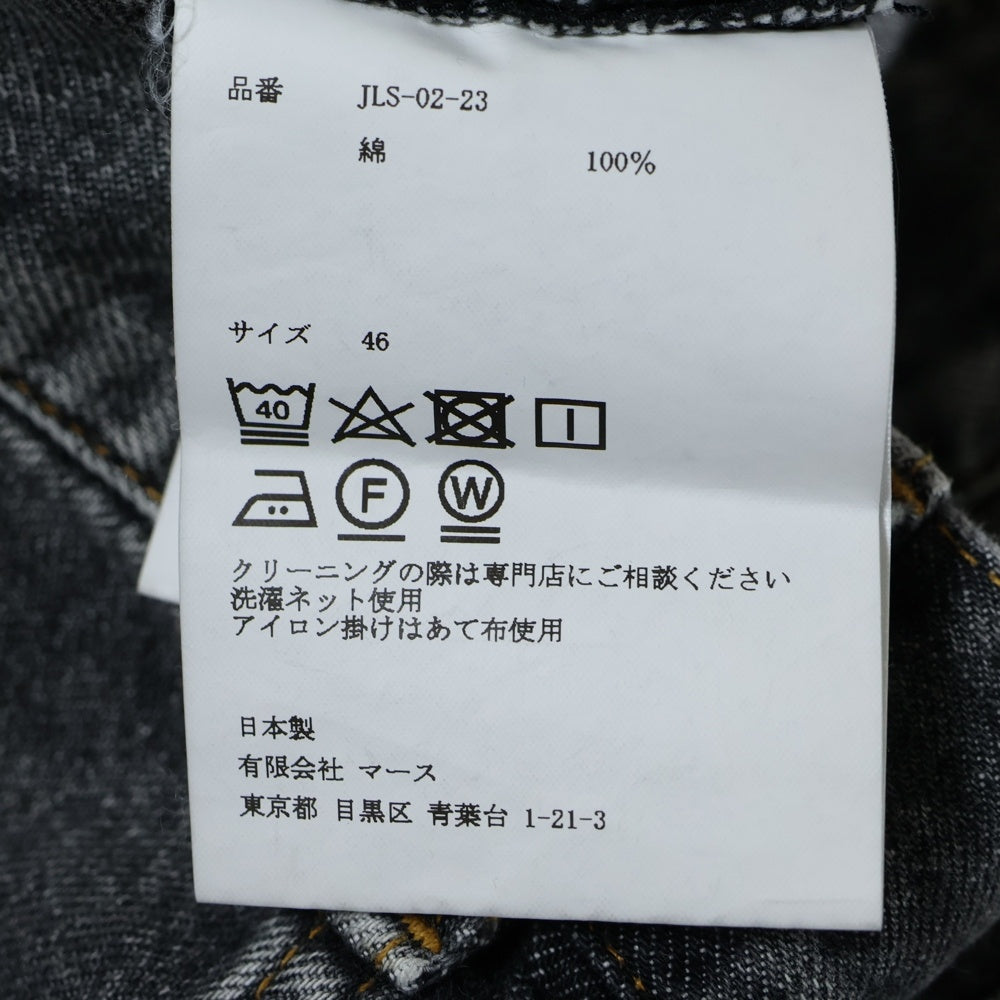 品番 JLS-02-23
綿 100%
サイズ 46
40
F W
クリーニングの際は専門店にご相談ください
洗濯ネット使用
アイロン掛けはあて布使用
日本製
有限会社 マース
東京都 目黒区 青葉台 1-21-3